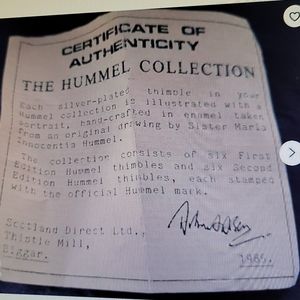 CERTIFICATE OF
AUTHENTICITY
THE HUMMEL COLLECTION
Each silver-plated thimble in your
Hummel collection is illustrated with a
portrait, hand-crafted in enamel taken
from an original drawing by Sister Maria
Innocentia Hummel.
The collection consists of six First
Edition Hummel thimbles and six Second
Edition Hummel thimbles, each stamped
with the official Hummel mark.
Scotland Direct Ltd.,
Thistle Mill,
Biggar.
1985.